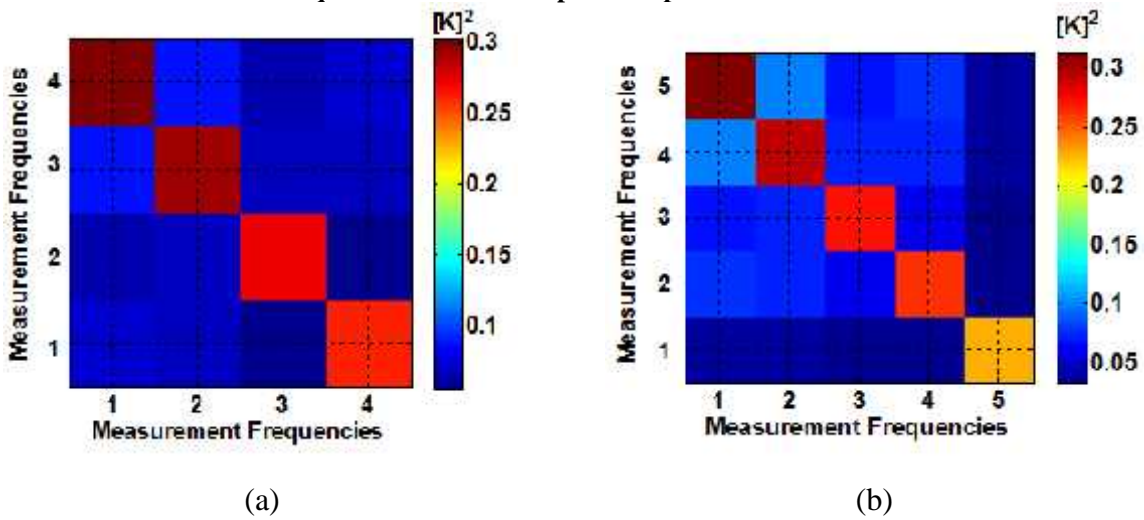 [K]²
0.3
0.25
0.2
0.15
0.1
4
3
2
1
Measurement Frequencies
1 2 3 4
Measurement Frequencies
(a)
[K]²
0.3
0.25
0.2
0.15
0.1
0.05
5
4
3
2
1
Measurement Frequencies
1 2 3 4 5
Measurement Frequencies
(b)